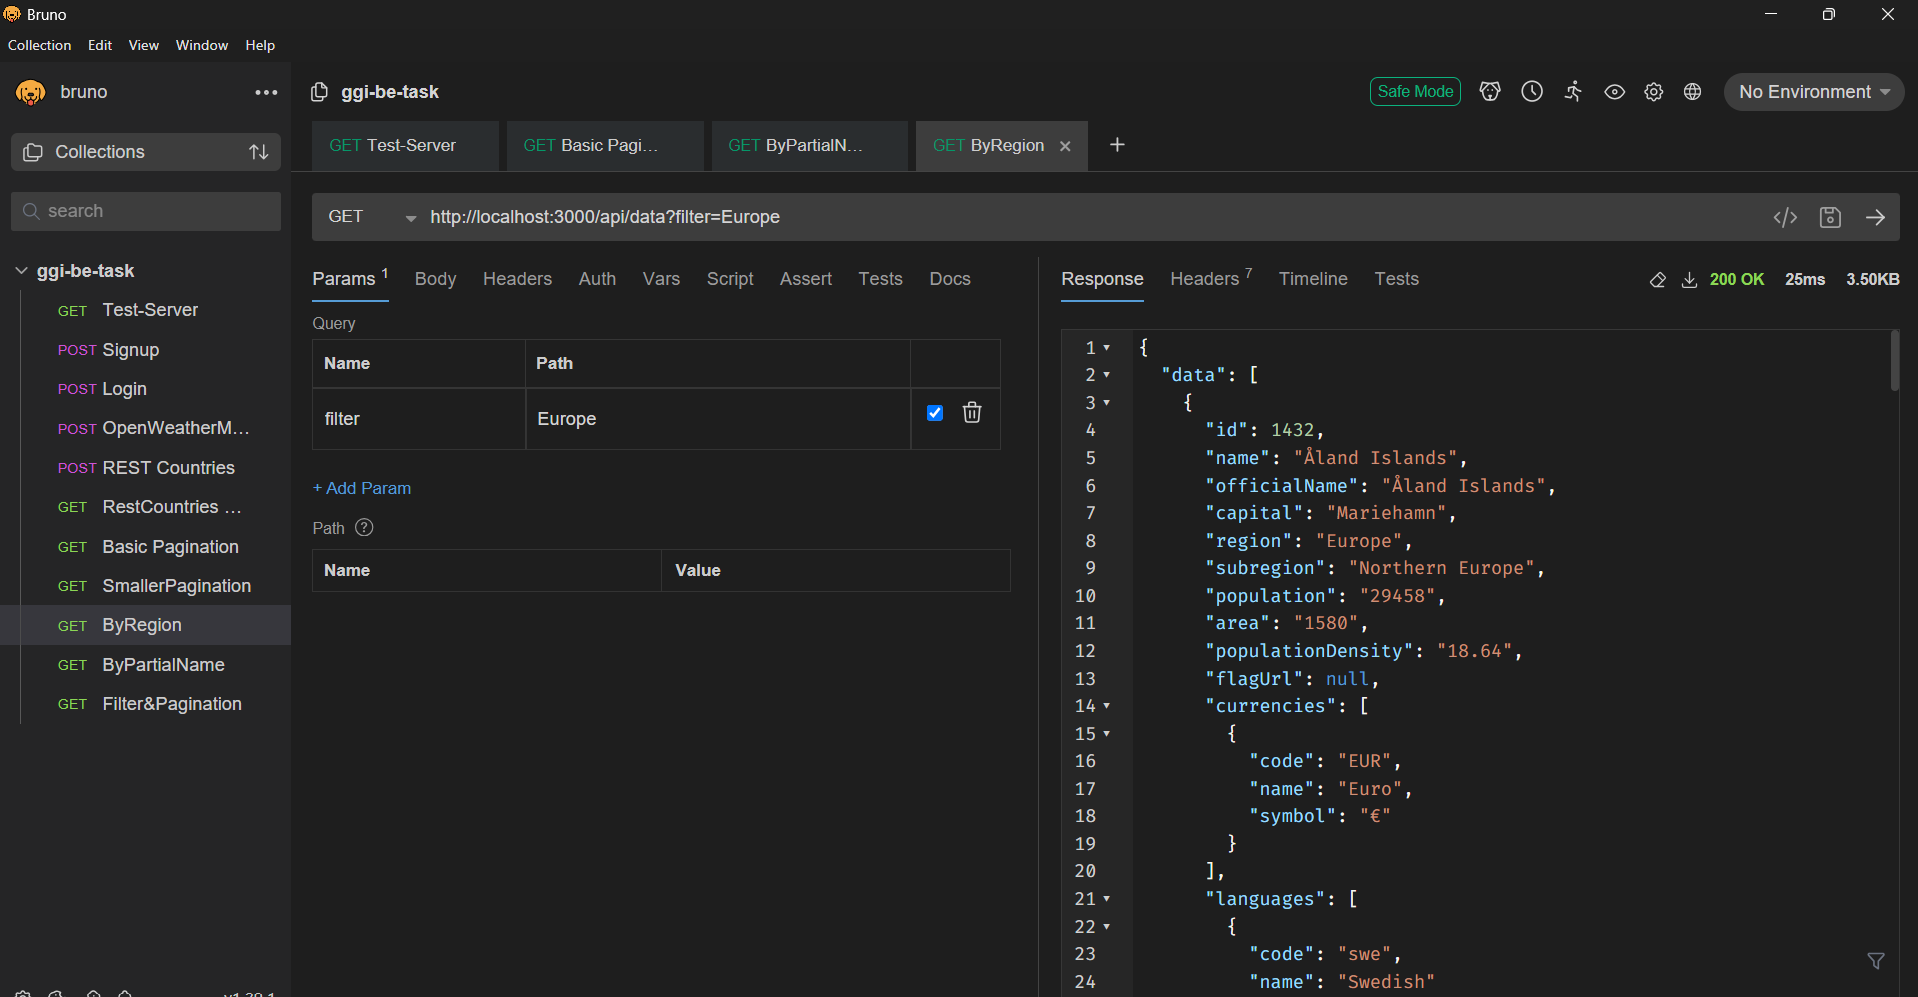 Bruno
Collection Edit View Window Help
bruno
ggi-be-task
Safe Mode
No Environment
Collections
GET Test-Server
GET Basic Pagi...
GET ByPartialN...
GET ByRegion
search
GET
http://localhost:3000/api/data?filter=Europe
ggi-be-task
GET Test-Server
POST Signup
POST Login
POST OpenWeatherM...
POST REST Countries
GET RestCountries ...
GET Basic Pagination
GET SmallerPagination
GET ByRegion
GET ByPartialName
GET Filter&Pagination
Params 1 Body Headers Auth Vars Script Assert Tests Docs
Query
Name Path
filter Europe
+ Add Param
Path ?
Name Value
Response Headers 7 Timeline Tests
200 OK 25ms 3.50KB
1 {
2 "data": [
3 {
4 "id": 1432,
5 "name": "Åland Islands",
6 "officialName": "Åland Islands",
7 "capital": "Mariehamn",
8 "region": "Europe",
9 "subregion": "Northern Europe",
10 "population": "29458",
11 "area": "1580",
12 "populationDensity": "18.64",
13 "flagUrl": null,
14 "currencies": [
15 {
16 "code": "EUR",
17 "name": "Euro",
18 "symbol": "€"
19 }
20 ],
21 "languages": [
22 {
23 "code": "swe",
24 "name": "Swedish"